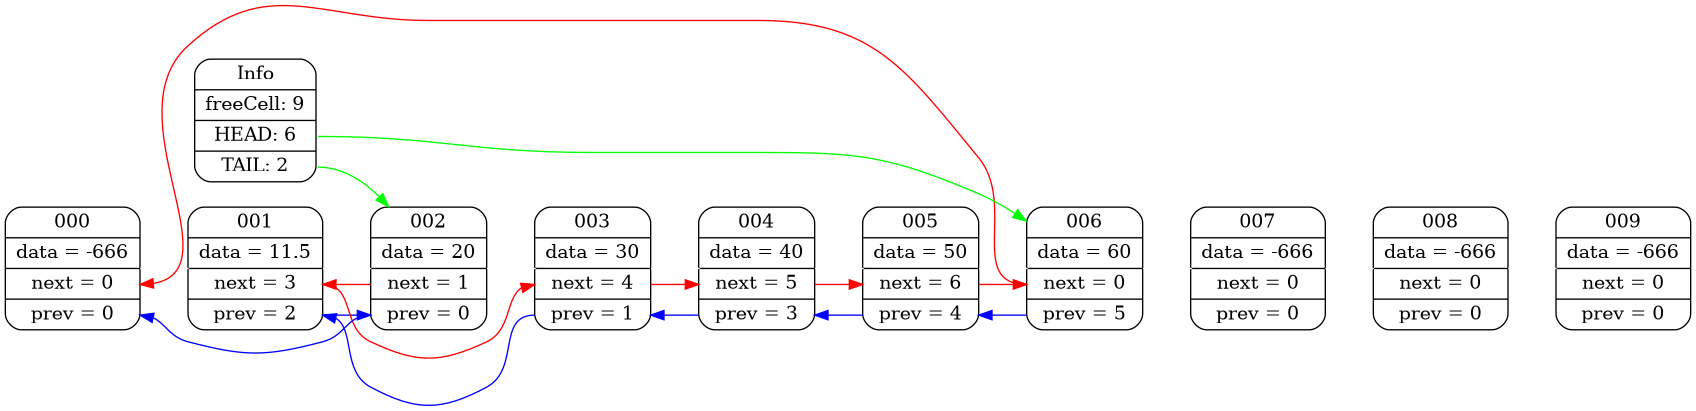 Info
freeCell: 9
HEAD: 6
TAIL: 2
000
data = -666
next = 0
prev = 0
001
data = 11.5
next = 3
prev = 2
002
data = 20
next = 1
prev = 0
003
data = 30
next = 4
prev = 1
004
data = 40
next = 5
prev = 3
005
data = 50
next = 6
prev = 4
006
data = 60
next = 0
prev = 5
007
data = -666
next = 0
prev = 0
008
data = -666
next = 0
prev = 0
009
data = -666
next = 0
prev = 0